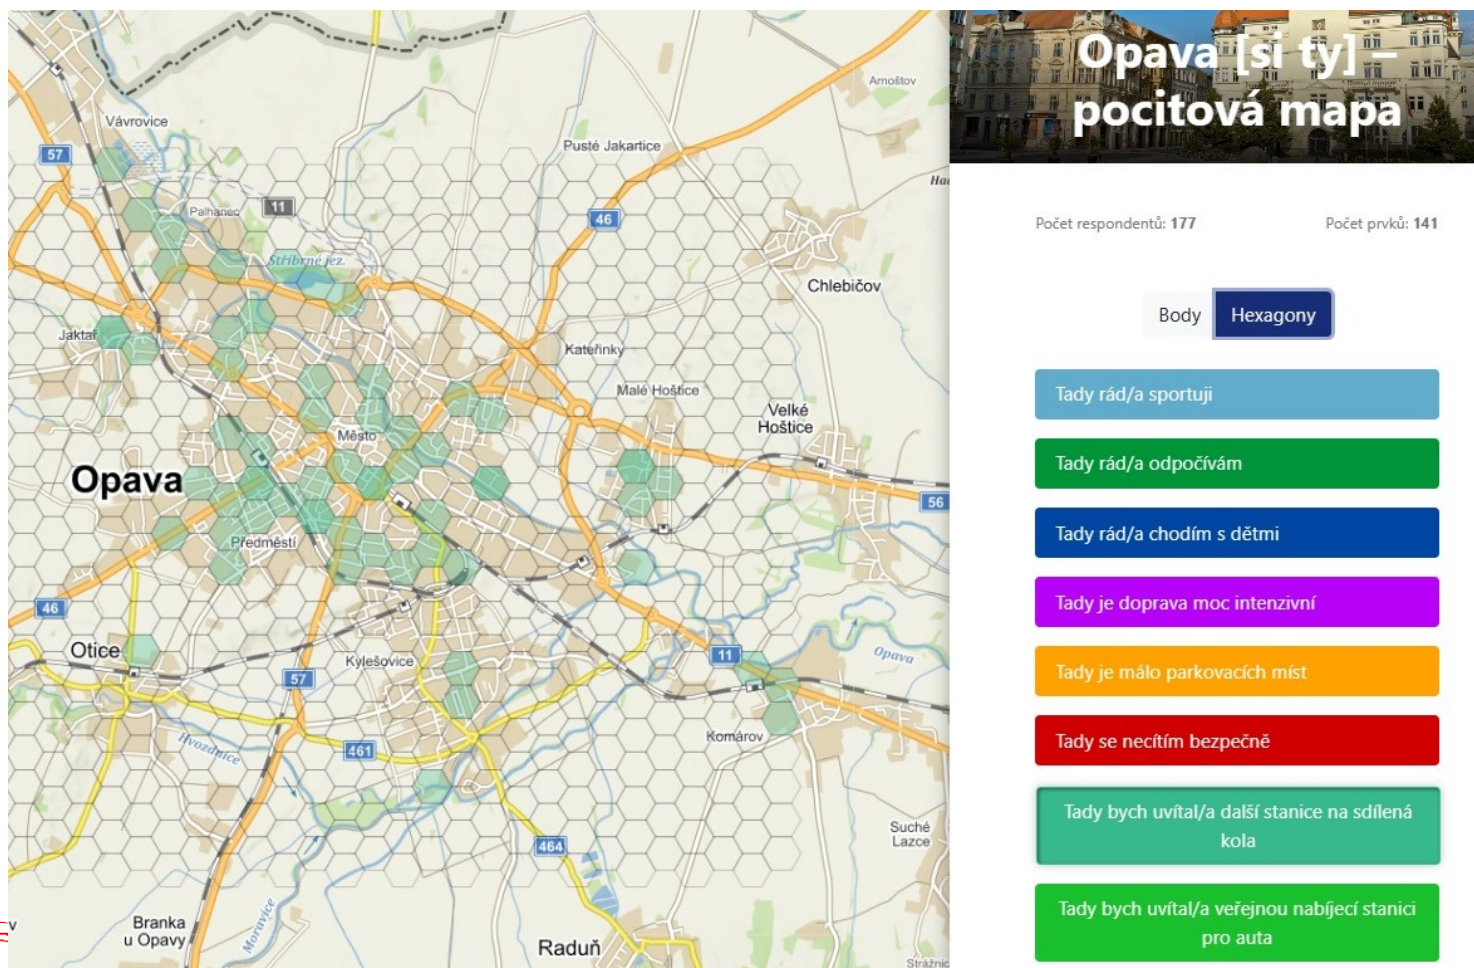 Opava [si ty] –
pocitová mapa
Počet respondentů: 177
Počet prvků: 141
Body
Hexagony
Tady rád/a sportuji
Tady rád/a odpočívám
Tady rád/a chodím s dětmi
Tady je doprava moc intenzivní
Tady je málo parkovacích míst
Tady se necítím bezpečně
Tady bych uvítal/a další stanice na sdílená
kola
Tady bych uvítal/a veřejnou nabíjecí stanici
pro auta
Arnoštov
Vávrovice
Pusté Jakartice
57
Palhanec
11
46
Stříbrné jez.
Chlebičov
Jaktař
Kateřinky
Malé Hoštice
Velké
Hoštice
Město
Opava
56
Předměstí
46
Otice
Kylešovice
11
Opava
57
Komárov
Hvozdnice
461
Suché
Lazce
464
Branka
u Opavy
Moravice
Raduň